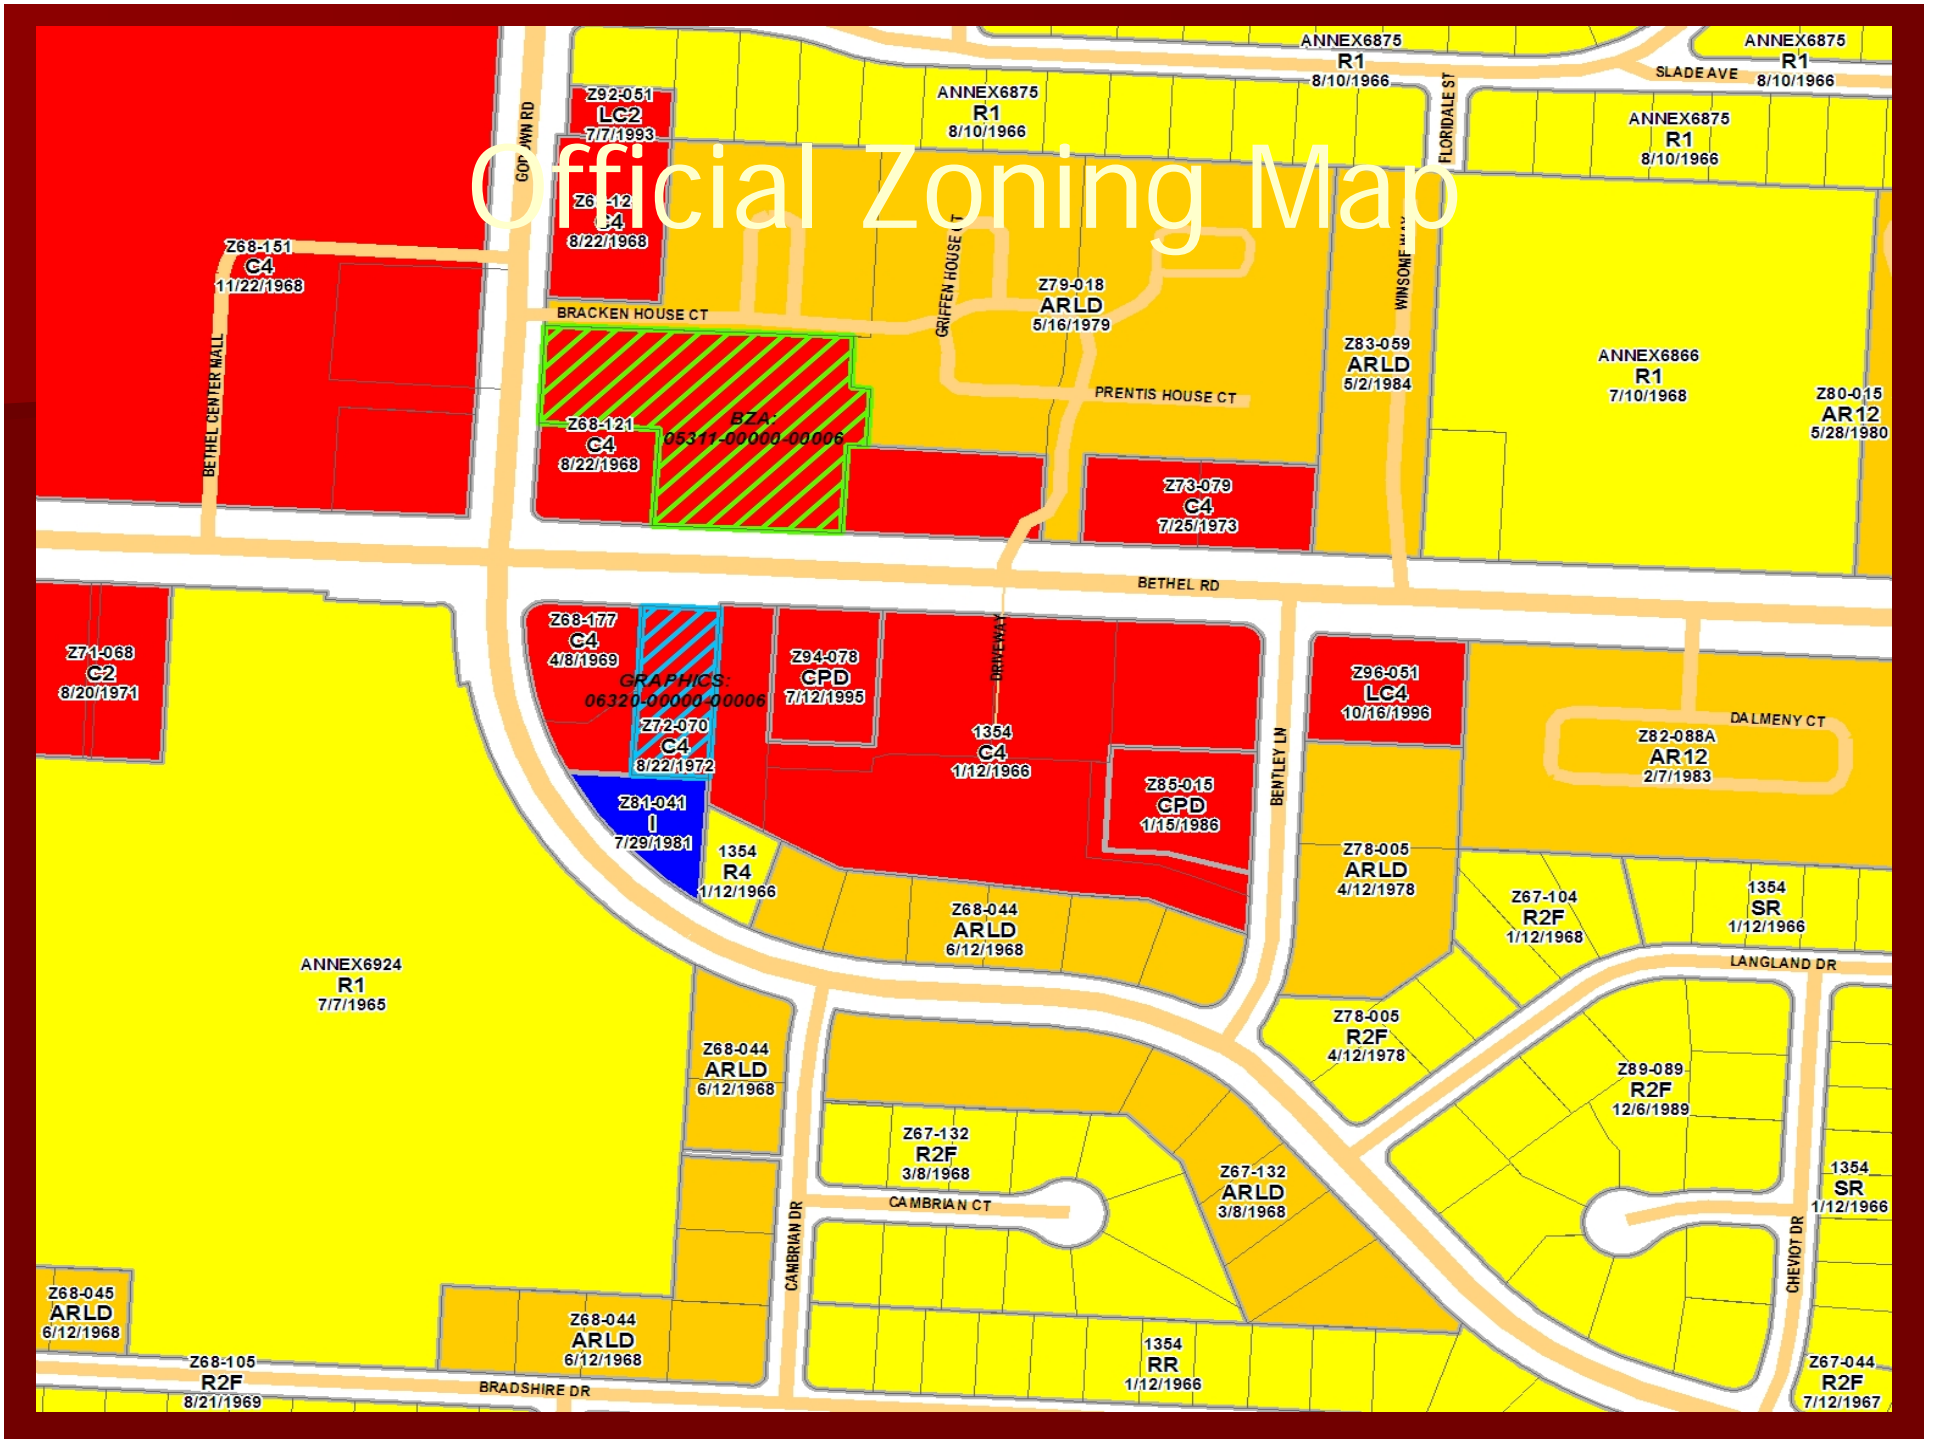 Official Zoning Map
ANNEX6875
R1
8/10/1966
ANNEX6875
R1
8/10/1966
SLADE AVE
Z92-051
LC2
7/7/1993
ANNEX6875
R1
8/10/1966
FLORIDALE ST
ANNEX6875
R1
8/10/1966
GODOWN RD
C4
8/22/1968
Z68-151
C4
11/22/1968
BETHEL CENTER MALL
BRACKEN HOUSE CT
GRIFFEN HOUSE CT
Z79-018
ARLD
5/16/1979
WINSOME WAY
Z83-059
ARLD
5/2/1984
ANNEX6866
R1
7/10/1968
PRENTIS HOUSE CT
Z80-015
AR12
5/28/1980
BZA:
05311-00000-00006
Z68-121
C4
8/22/1968
Z73-079
C4
7/25/1973
BETHEL RD
Z71-068
C2
8/20/1971
Z68-177
C4
4/8/1969
GRAPHICS:
06320-00000-00006
Z72-070
C4
8/22/1972
Z94-078
CPD
7/12/1995
DRIVEWAY
1354
C4
1/12/1966
Z96-051
LC4
10/16/1996
DALMENY CT
Z82-088A
AR12
2/7/1983
BENTLEY LN
Z85-015
CPD
1/15/1986
Z81-041
I
7/29/1981
1354
R4
1/12/1966
Z78-005
ARLD
4/12/1978
Z67-104
R2F
1/12/1968
1354
SR
1/12/1966
Z68-044
ARLD
6/12/1968
LANGLAND DR
ANNEX6924
R1
7/7/1965
Z78-005
R2F
4/12/1978
Z68-044
ARLD
6/12/1968
Z89-089
R2F
12/6/1989
Z67-132
R2F
3/8/1968
Z67-132
ARLD
3/8/1968
1354
SR
1/12/1966
CAMBRIAN CT
CAMBRIAN DR
CHEVIOT DR
Z68-045
ARLD
6/12/1968
Z68-044
ARLD
6/12/1968
1354
RR
1/12/1966
Z68-105
R2F
8/21/1969
BRADSHIRE DR
Z67-044
R2F
7/12/1967